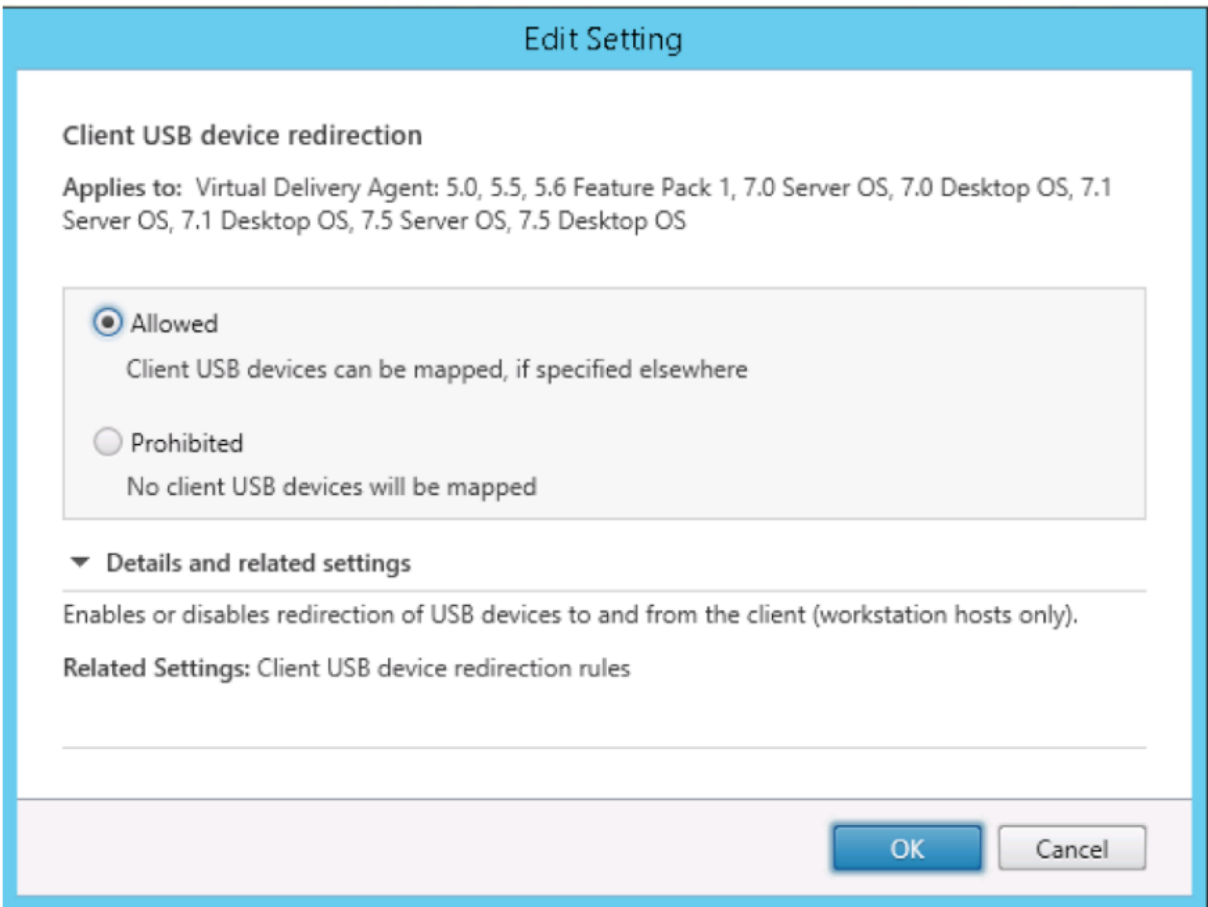 Edit Setting
Client USB device redirection
Applies to: Virtual Delivery Agent: 5.0, 5.5, 5.6 Feature Pack 1, 7.0 Server OS, 7.0 Desktop OS, 7.1
Server OS, 7.1 Desktop OS, 7.5 Server OS, 7.5 Desktop OS
Allowed
Client USB devices can be mapped, if specified elsewhere
Prohibited
No client USB devices will be mapped
Details and related settings
Enables or disables redirection of USB devices to and from the client (workstation hosts only).
Related Settings: Client USB device redirection rules
OK
Cancel